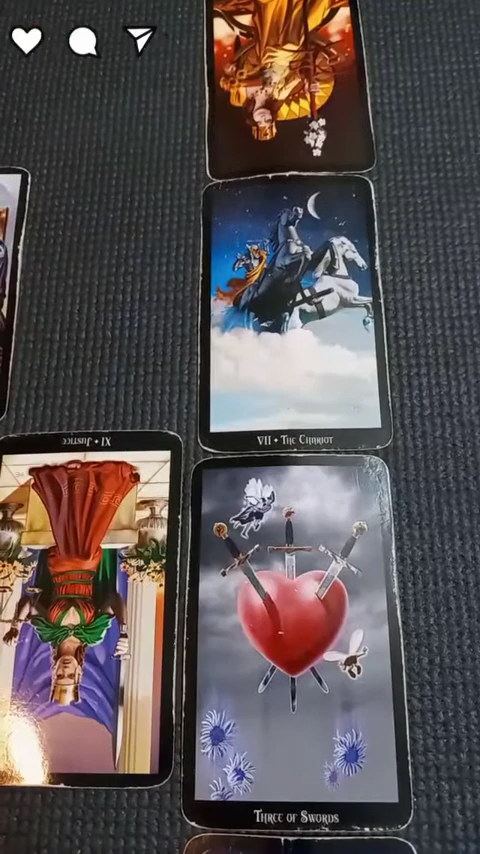 VII • The Chariot
XI • Justice
Three of Swords